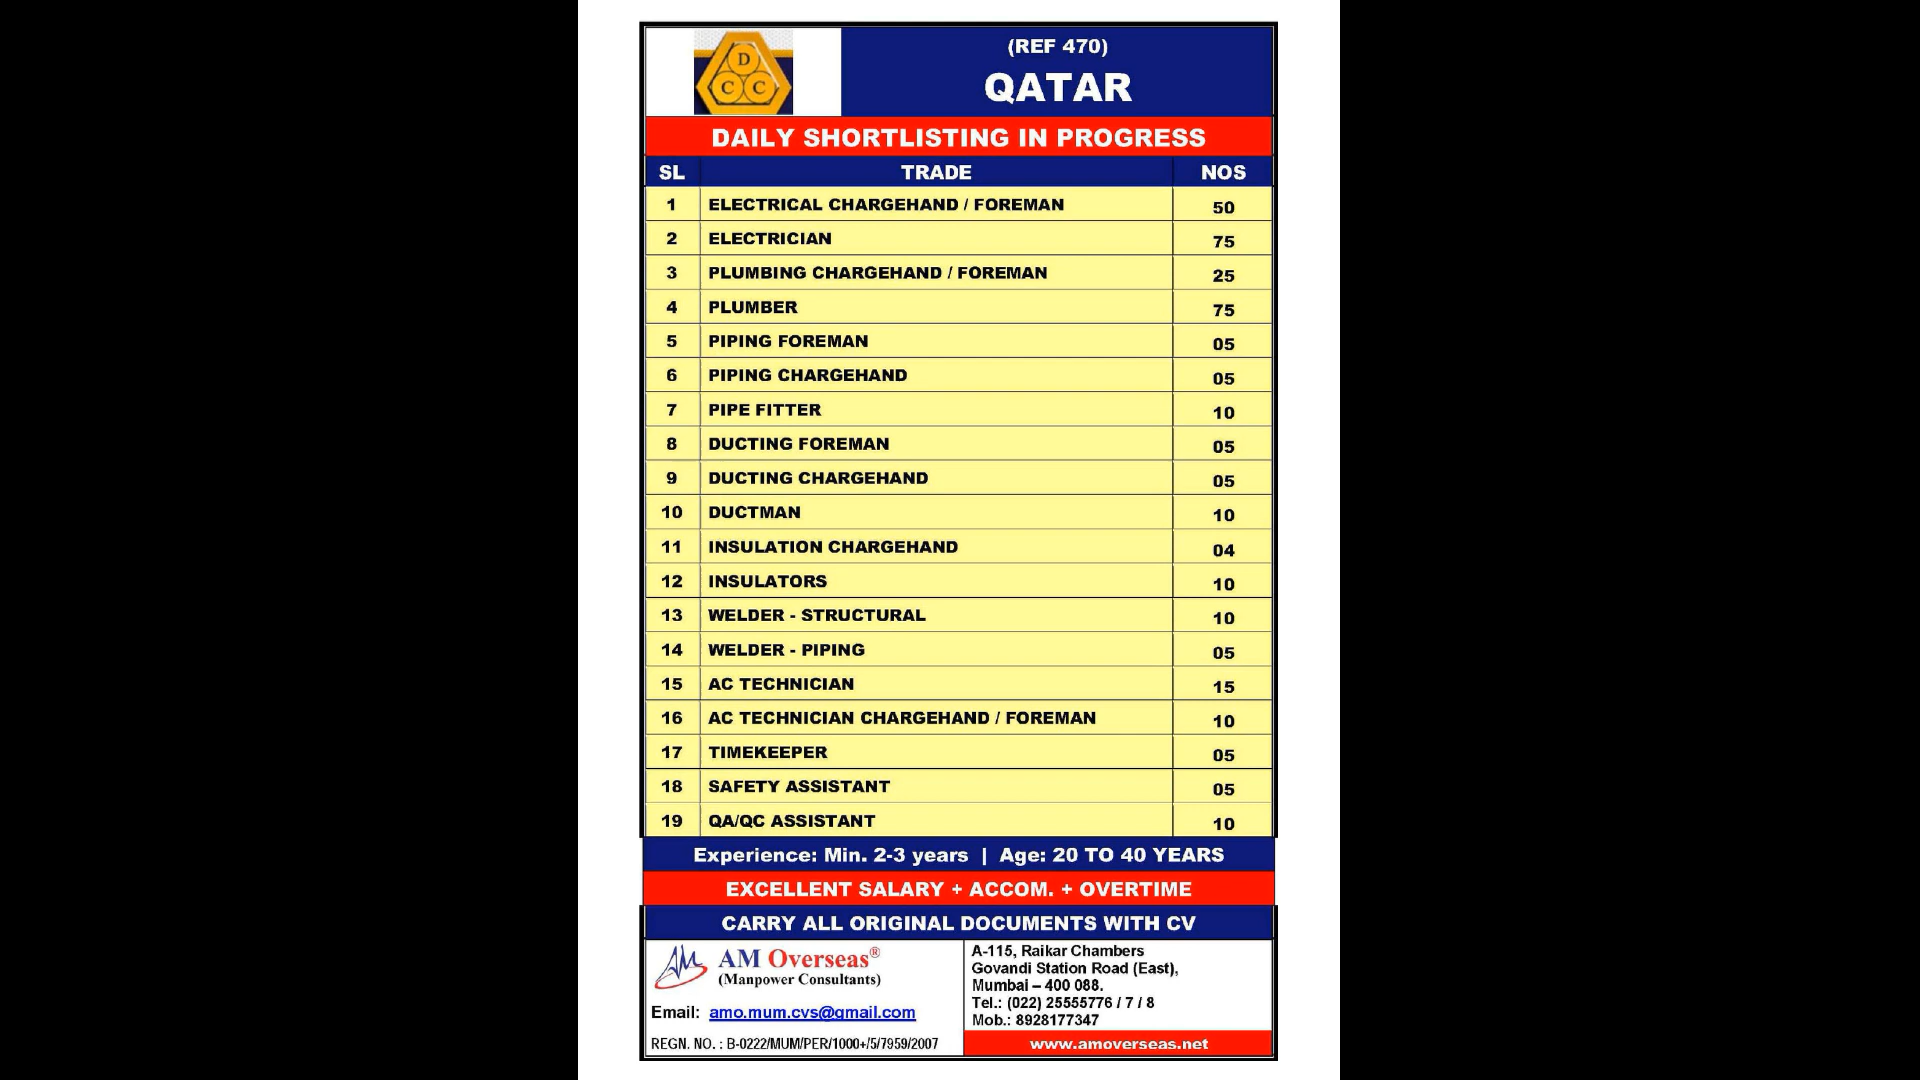 D
C C
(REF 470)
QATAR
DAILY SHORTLISTING IN PROGRESS
SL TRADE NOS
1 ELECTRICAL CHARGEHAND / FOREMAN 50
2 ELECTRICIAN 75
3 PLUMBING CHARGEHAND / FOREMAN 25
4 PLUMBER 75
5 PIPING FOREMAN 05
6 PIPING CHARGEHAND 05
7 PIPE FITTER 10
8 DUCTING FOREMAN 05
9 DUCTING CHARGEHAND 05
10 DUCTMAN 10
11 INSULATION CHARGEHAND 04
12 INSULATORS 10
13 WELDER - STRUCTURAL 10
14 WELDER - PIPING 05
15 AC TECHNICIAN 15
16 AC TECHNICIAN CHARGEHAND / FOREMAN 10
17 TIMEKEEPER 05
18 SAFETY ASSISTANT 05
19 QA/QC ASSISTANT 10
Experience: Min. 2-3 years | Age: 20 TO 40 YEARS
EXCELLENT SALARY + ACCOM. + OVERTIME
CARRY ALL ORIGINAL DOCUMENTS WITH CV
AM AM Overseas®
(Manpower Consultants)
Email: amo.mum.cvs@gmail.com
REGN. NO. : B-0222/MUM/PER/1000+/5/7959/2007
A-115, Raikar Chambers
Govandi Station Road (East),
Mumbai – 400 088.
Tel.: (022) 25555776 / 7 / 8
Mob.: 8928177347
www.amoverseas.net